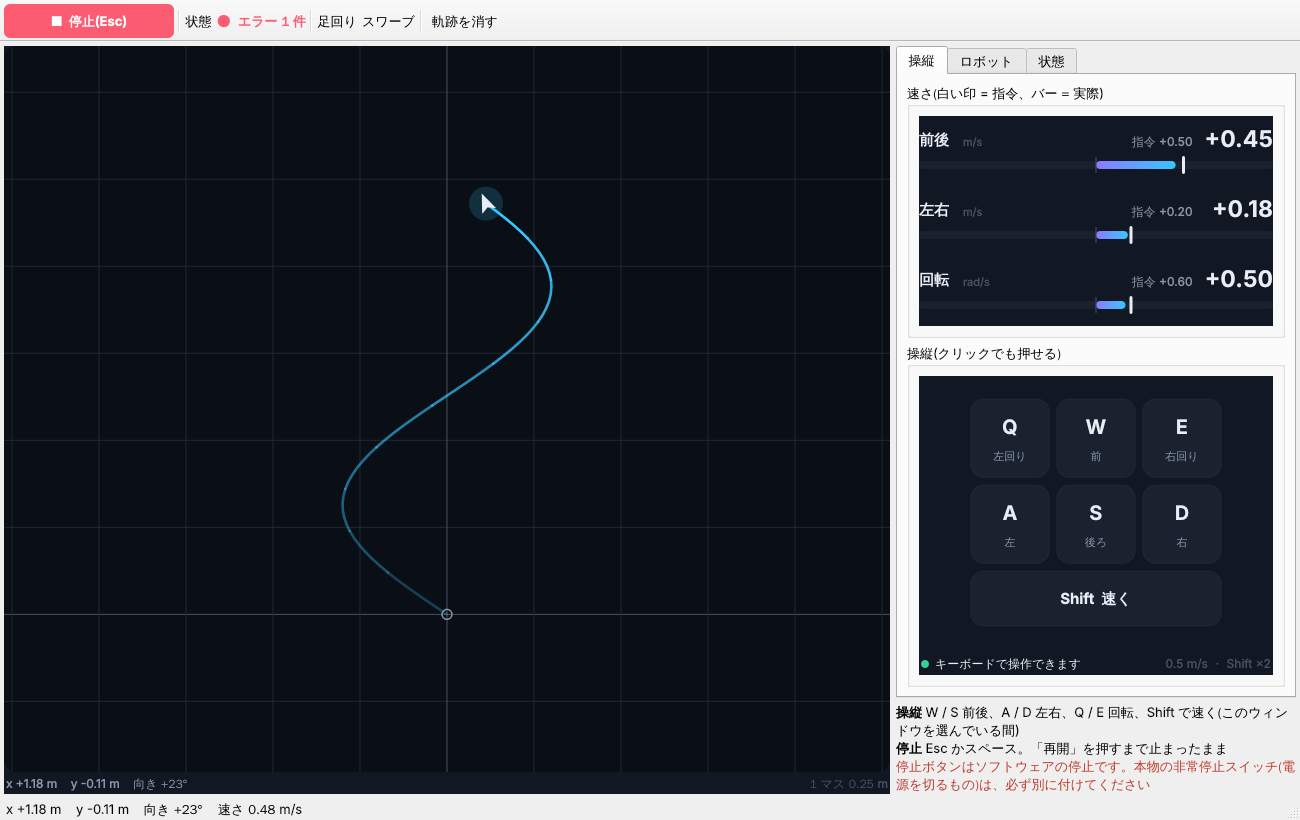 停止(Esc)
状態 エラー 1 件 足回り スワーブ 軌跡を消す
操縦 ロボット 状態
速さ(白い印 = 指令、バー = 実際)
前後 m/s 指令 +0.50 +0.45
左右 m/s 指令 +0.20 +0.18
回転 rad/s 指令 +0.60 +0.50
操縦(クリックでも押せる)
Q W E
左回り 前 右回り
A S D
左 後ろ 右
Shift 速く
キーボードで操作できます 0.5 m/s · Shift ×2
操縦 W / S 前後、A / D 左右、Q / E 回転、Shift で速く(このウィン
ドウを選んでいる間)
停止 Esc かスペース。「再開」を押すまで止まったまま
停止ボタンはソフトウェアの停止です。本物の非常停止スイッチ(電
源を切るもの)は、必ず別に付けてください
x +1.18 m y -0.11 m 向き +23° 1 マス 0.25 m
x +1.18 m y -0.11 m 向き +23° 速さ 0.48 m/s